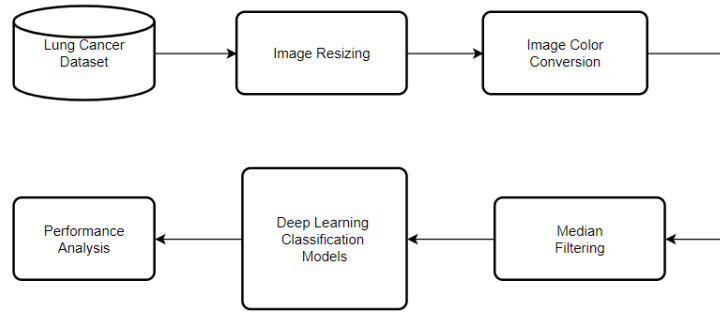 Lung Cancer
Dataset
Image Resizing
Image Color
Conversion
Median
Filtering
Deep Learning
Classification
Models
Performance
Analysis